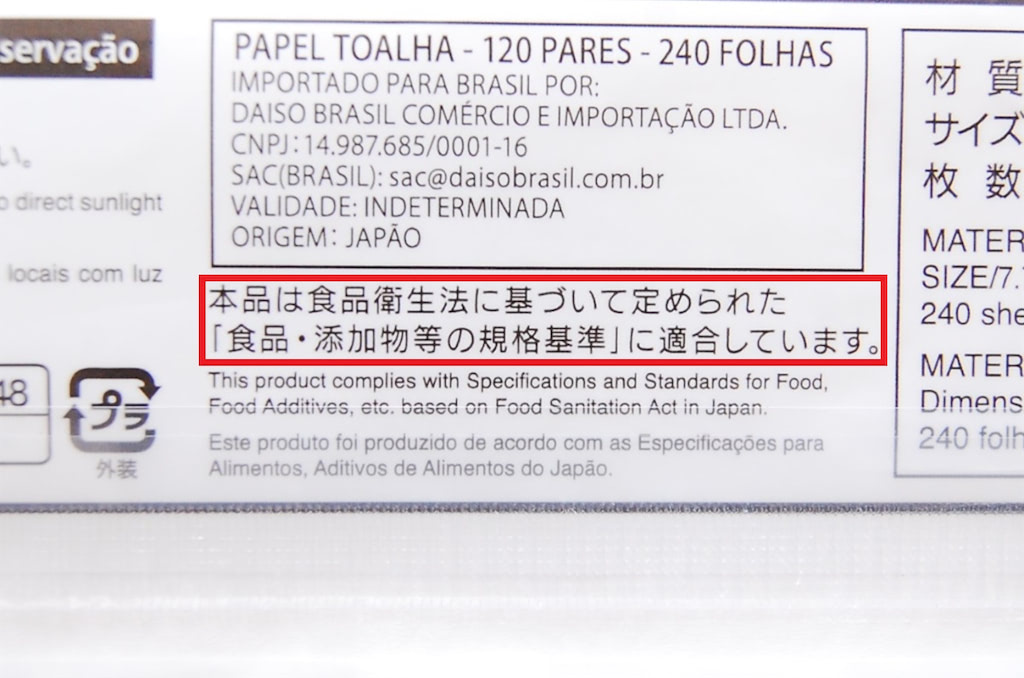 servação
い。
direct sunlight
locais com luz
48
プラ
外装
PAPEL TOALHA - 120 PARES - 240 FOLHAS
IMPORTADO PARA BRASIL POR:
DAISO BRASIL COMÉRCIO E IMPORTAÇÃO LTDA.
CNPJ: 14.987.685/0001-16
SAC(BRASIL): sac@daisobrasil.com.br
VALIDADE: INDETERMINADA
ORIGEM: JAPÃO
本品は食品衛生法に基づいて定められた
「食品・添加物等の規格基準」に適合しています。
This product complies with Specifications and Standards for Food,
Food Additives, etc. based on Food Sanitation Act in Japan.
Este produto foi produzido de acordo com as Especificações para
Alimentos, Aditivos de Alimentos do Japão.
材 質
サイズ
枚 数
MATER
SIZE/7.
240 she
MATER
Dimens
240 folh